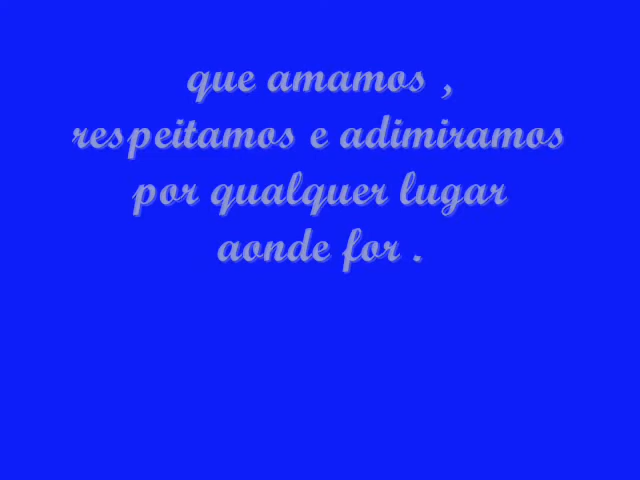 que amamos ,
respeitamos e adimiramos
por qualquer lugar
aonde for .